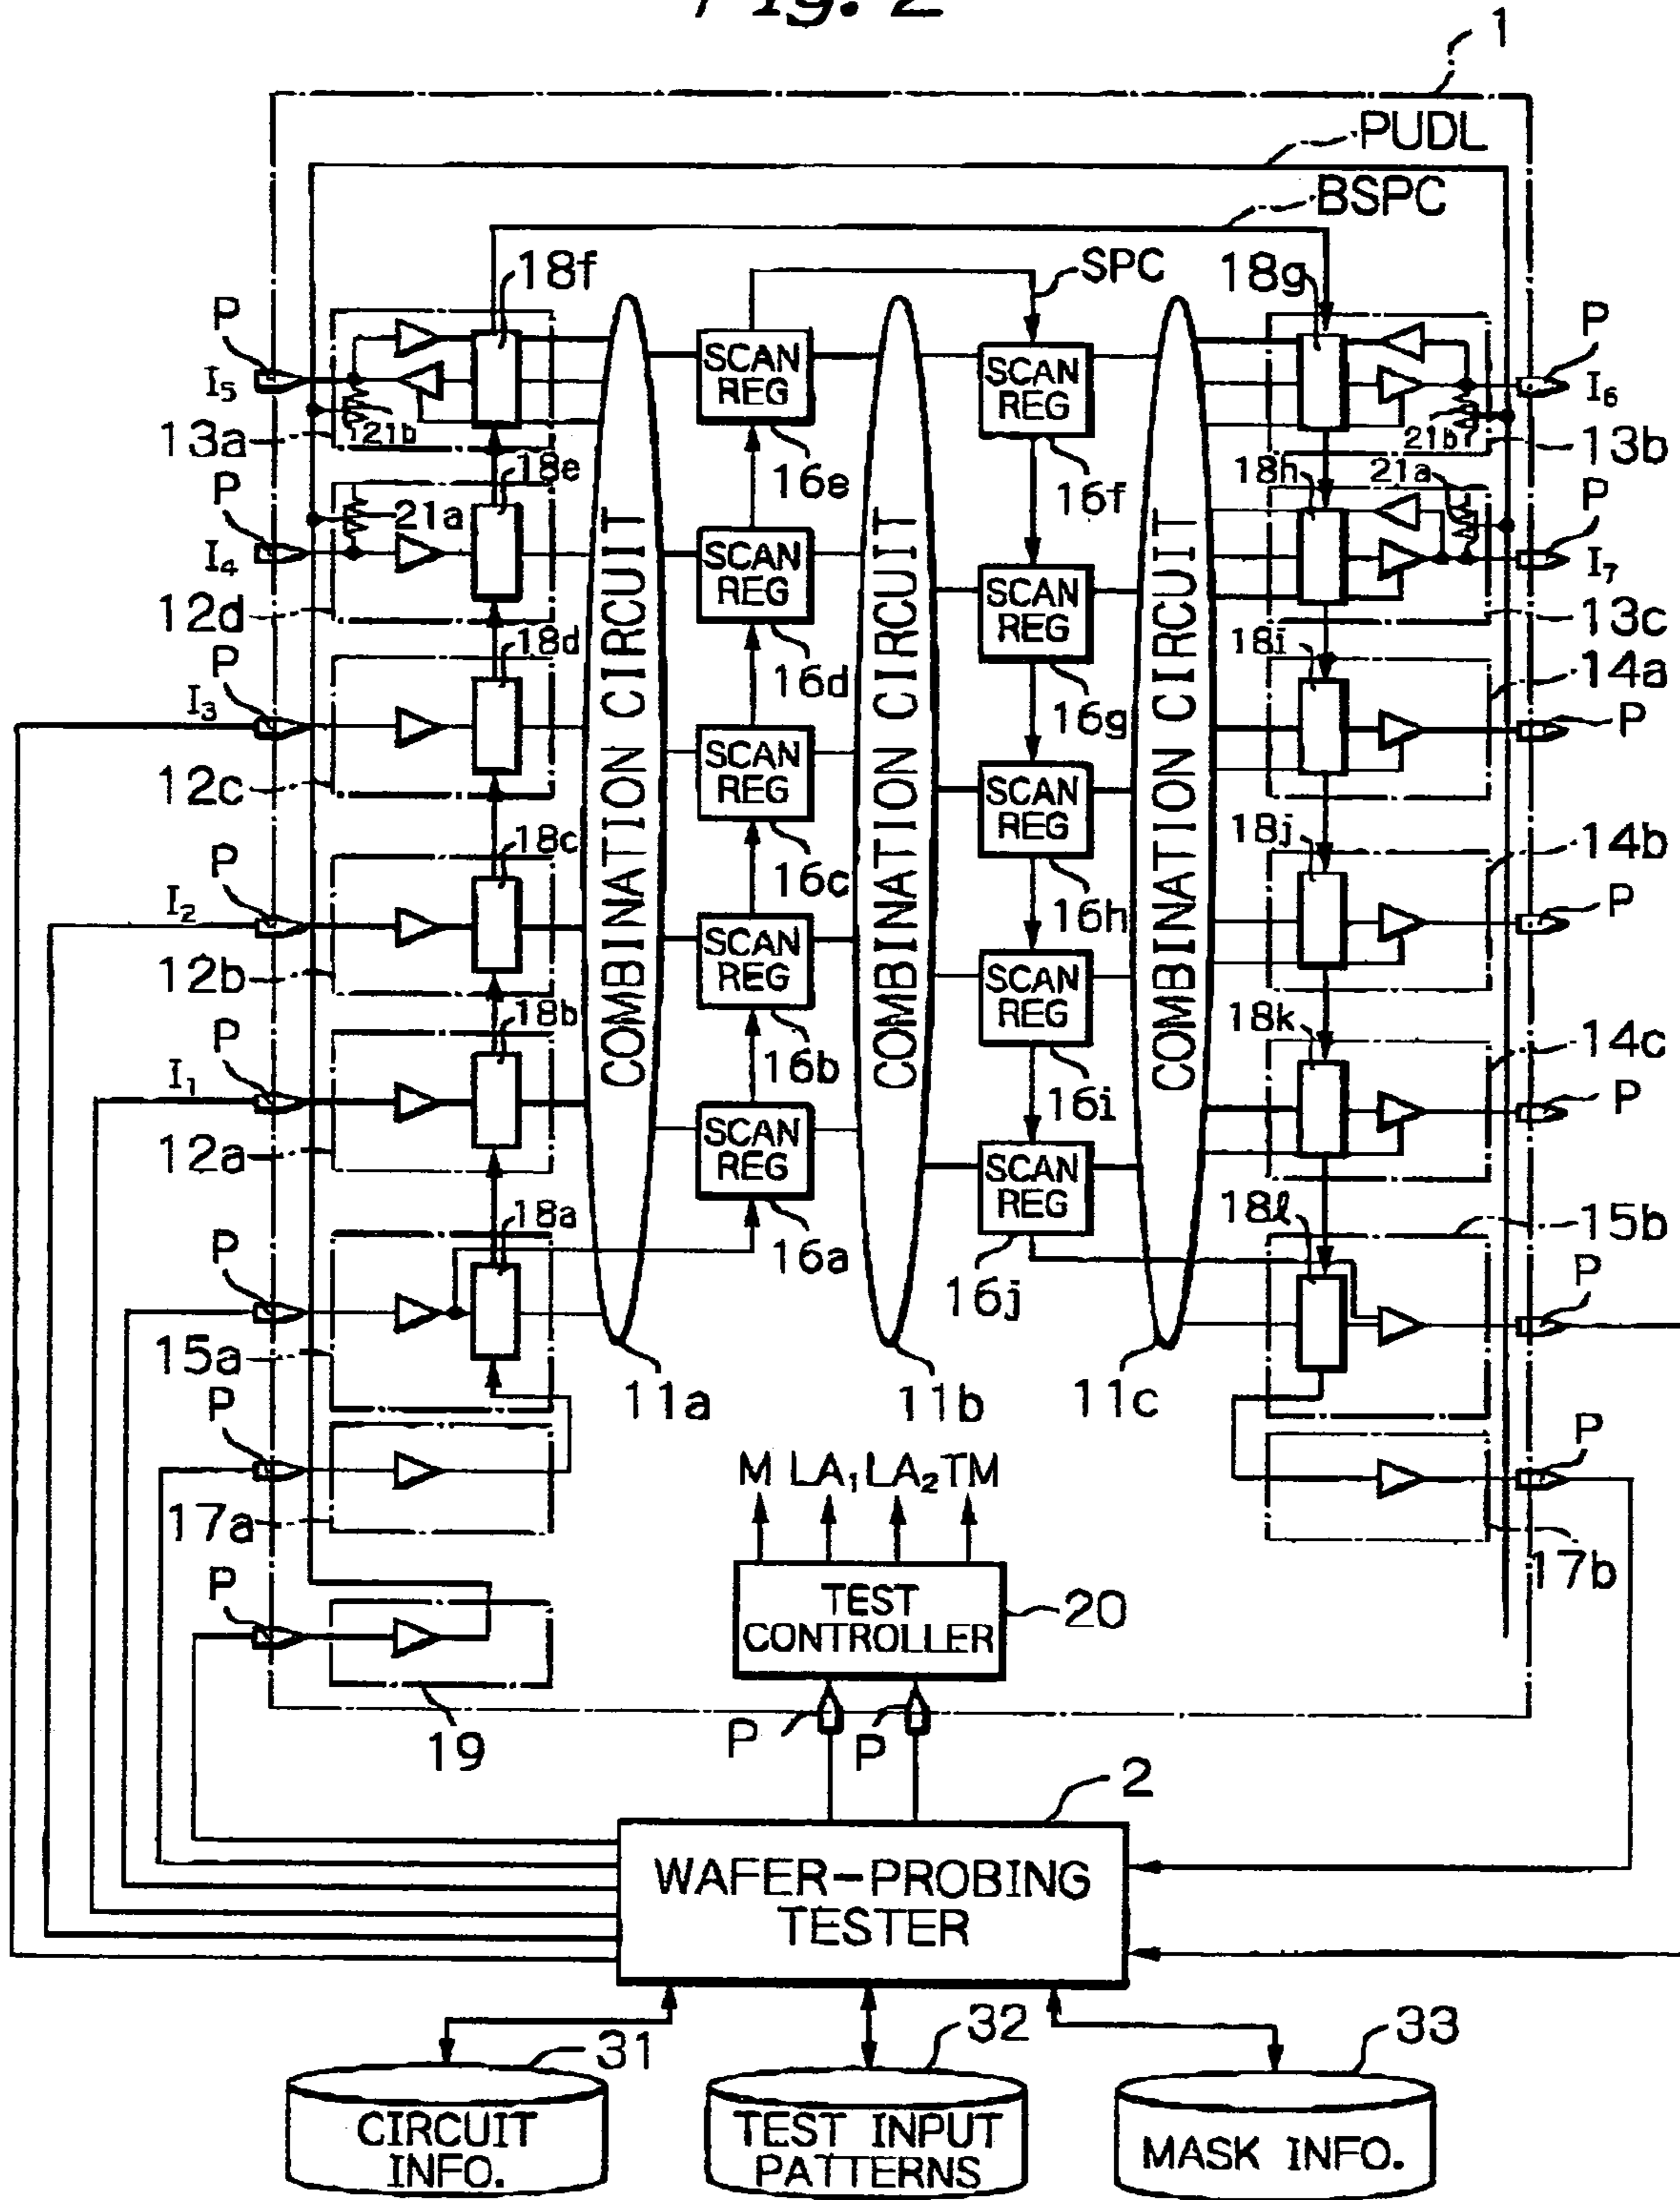 Fig. 2
1
PUDL
BSPC
SPC
18f
18g
P
I5
13a
121b
SCAN REG
16e
SCAN REG
16f
P
I6
21b
13b
18e
P
21a
I4
12d
SCAN REG
16d
SCAN REG
16g
18h
21a
P
I7
13c
18d
P
I3
12c
SCAN REG
16c
SCAN REG
16h
18i
14a
P
18c
P
I2
12b
SCAN REG
16b
SCAN REG
16i
18j
14b
P
18b
P
I1
12a
SCAN REG
16a
SCAN REG
16j
18k
14c
P
18a
P
15a
18ℓ
15b
P
COMBINATION CIRCUIT
11a
COMBINATION CIRCUIT
11b
COMBINATION CIRCUIT
11c
P
17a
P
17b
P
19
M LA1 LA2 TM
TEST
CONTROLLER
20
P
P
2
WAFER-PROBING
TESTER
31
32
33
CIRCUIT
INFO.
TEST INPUT
PATTERNS
MASK INFO.